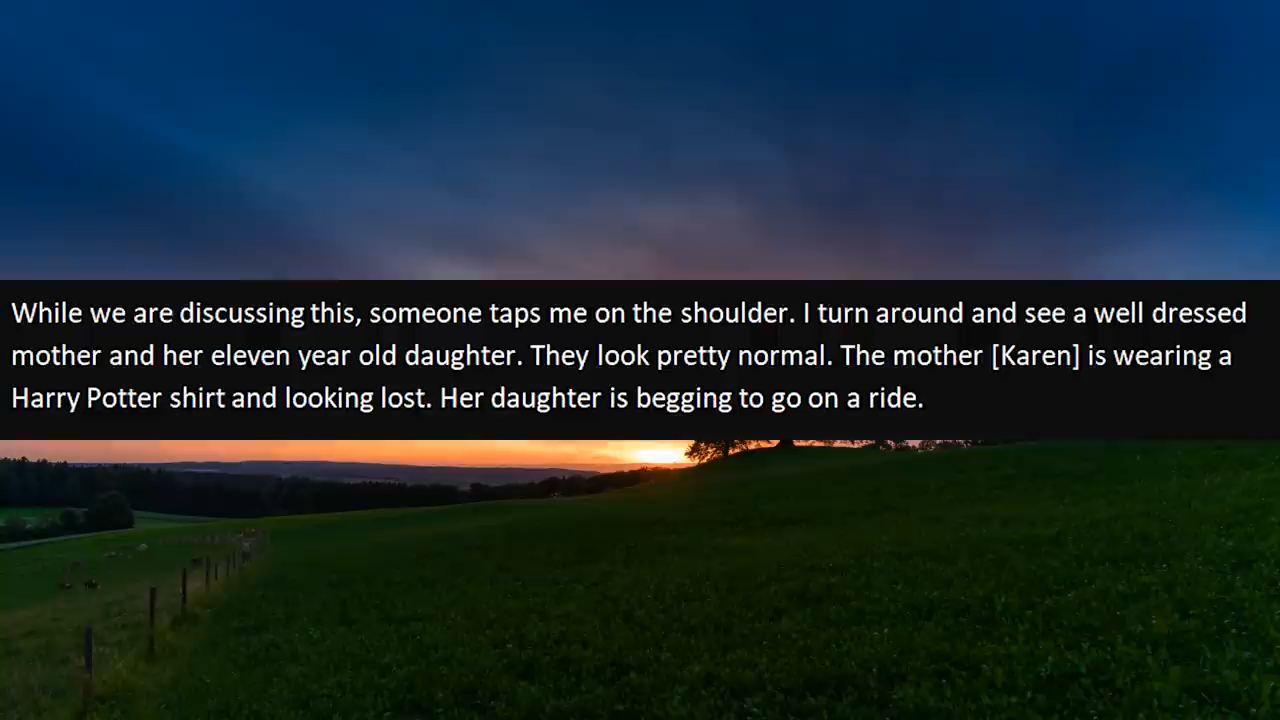 While we are discussing this, someone taps me on the shoulder. I turn around and see a well dressed
mother and her eleven year old daughter. They look pretty normal. The mother [Karen] is wearing a
Harry Potter shirt and looking lost. Her daughter is begging to go on a ride.